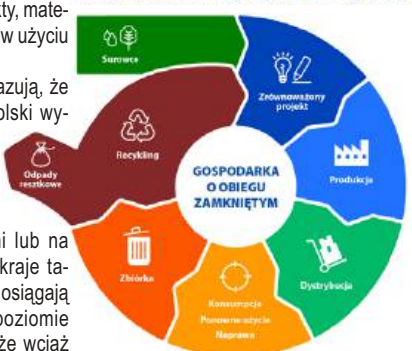 kty, mate-
w użyciu
azują, że
olski wy-
ni lub na
kraje ta-
osiągają
poziomie
że wciąż
Surowce
Zrównoważony
projekt
Produkcja
Dystrybucja
Konsumpcja
Ponowne użycie
Naprawa
Zbiórka
Recykling
Odpady
resztkowe
GOSPODARKA
O OBIEGU
ZAMKNIĘTYM